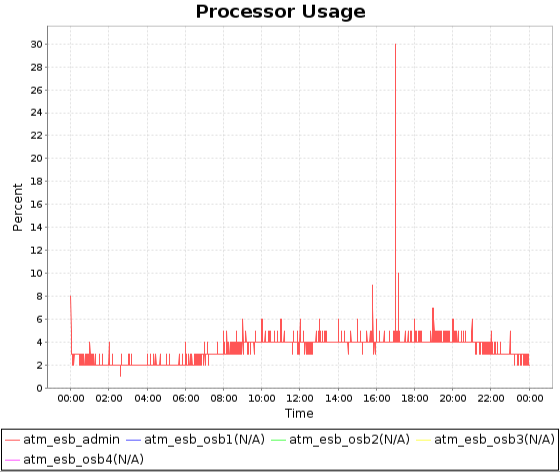 Processor Usage
30
28
26
24
22
20
18
16
14
12
10
8
6
4
2
0
Percent
00:00 02:00 04:00 06:00 08:00 10:00 12:00 14:00 16:00 18:00 20:00 22:00 00:00
Time
atm_esb_admin atm_esb_osb1(N/A) atm_esb_osb2(N/A) atm_esb_osb3(N/A)
atm_esb_osb4(N/A)